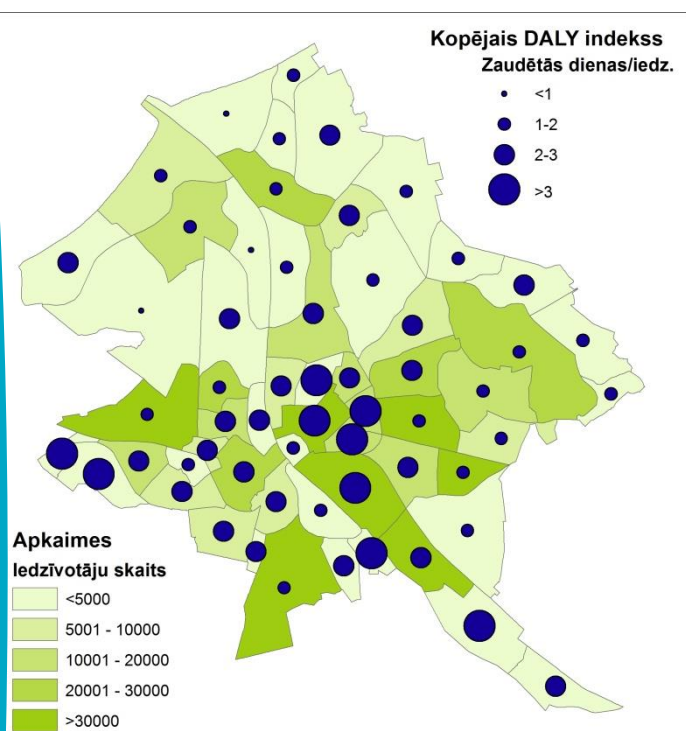 Kopējais DALY indekss
Zaudētās dienas/iedz.
<1
1-2
2-3
>3
Apkaimes
Iedzīvotāju skaits
<5000
5001 - 10000
10001 - 20000
20001 - 30000
>30000